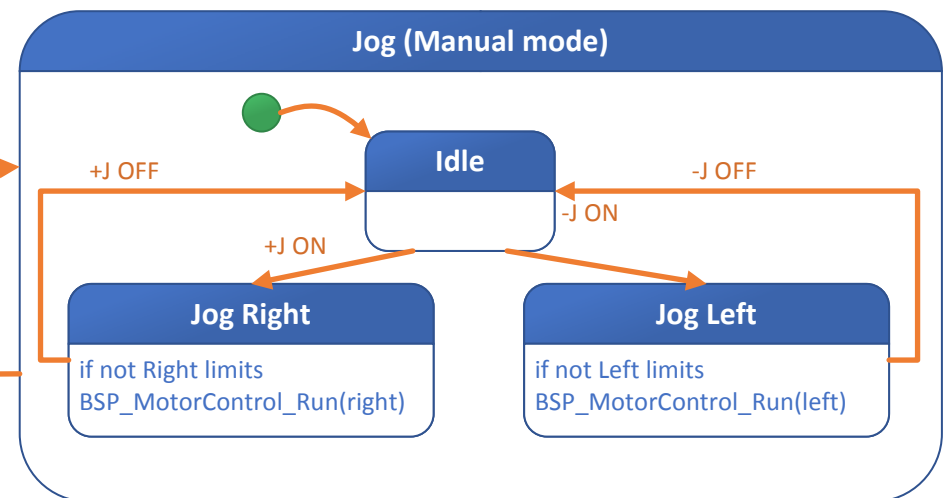 Jog (Manual mode)
Idle
+J OFF
-J OFF
-J ON
+J ON
Jog Right
if not Right limits
BSP_MotorControl_Run(right)
Jog Left
if not Left limits
BSP_MotorControl_Run(left)